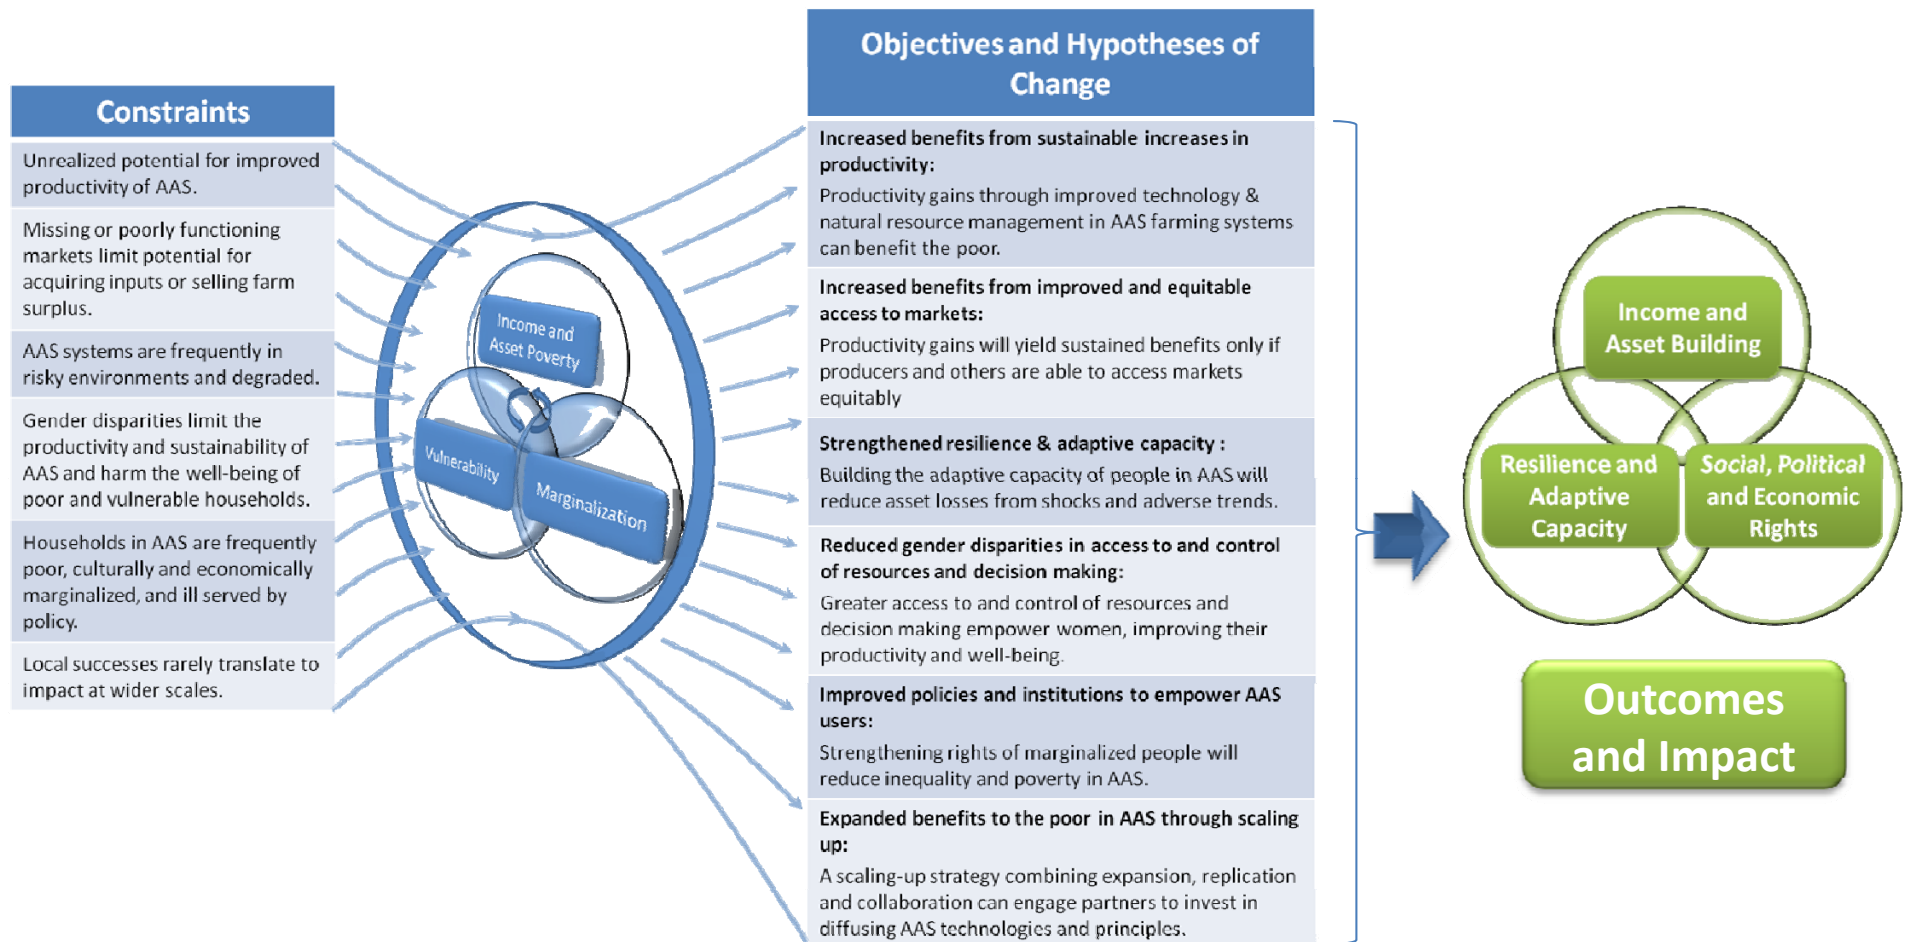 Constraints
Unrealized potential for improved
productivity of AAS.
Missing or poorly functioning
markets limit potential for
acquiring inputs or selling farm
surplus.
AAS systems are frequently in
risky environments and degraded.
Gender disparities limit the
productivity and sustainability of
AAS and harm the well-being of
poor and vulnerable households.
Households in AAS are frequently
poor, culturally and economically
marginalized, and ill served by
policy.
Local successes rarely translate to
impact at wider scales.
Income and
Asset Poverty
Vulnerability
Marginalization
Objectives and Hypotheses of
Change
Increased benefits from sustainable increases in
productivity:
Productivity gains through improved technology &
natural resource management in AAS farming systems
can benefit the poor.
Increased benefits from improved and equitable
access to markets:
Productivity gains will yield sustained benefits only if
producers and others are able to access markets
equitably
Strengthened resilience & adaptive capacity :
Building the adaptive capacity of people in AAS will
reduce asset losses from shocks and adverse trends.
Reduced gender disparities in access to and control
of resources and decision making:
Greater access to and control of resources and
decision making empower women, improving their
productivity and well-being.
Improved policies and institutions to empower AAS
users:
Strengthening rights of marginalized people will
reduce inequality and poverty in AAS.
Expanded benefits to the poor in AAS through scaling
up:
A scaling-up strategy combining expansion, replication
and collaboration can engage partners to invest in
diffusing AAS technologies and principles.
Income and
Asset Building
Resilience and
Adaptive
Capacity
Social, Political
and Economic
Rights
Outcomes
and Impact